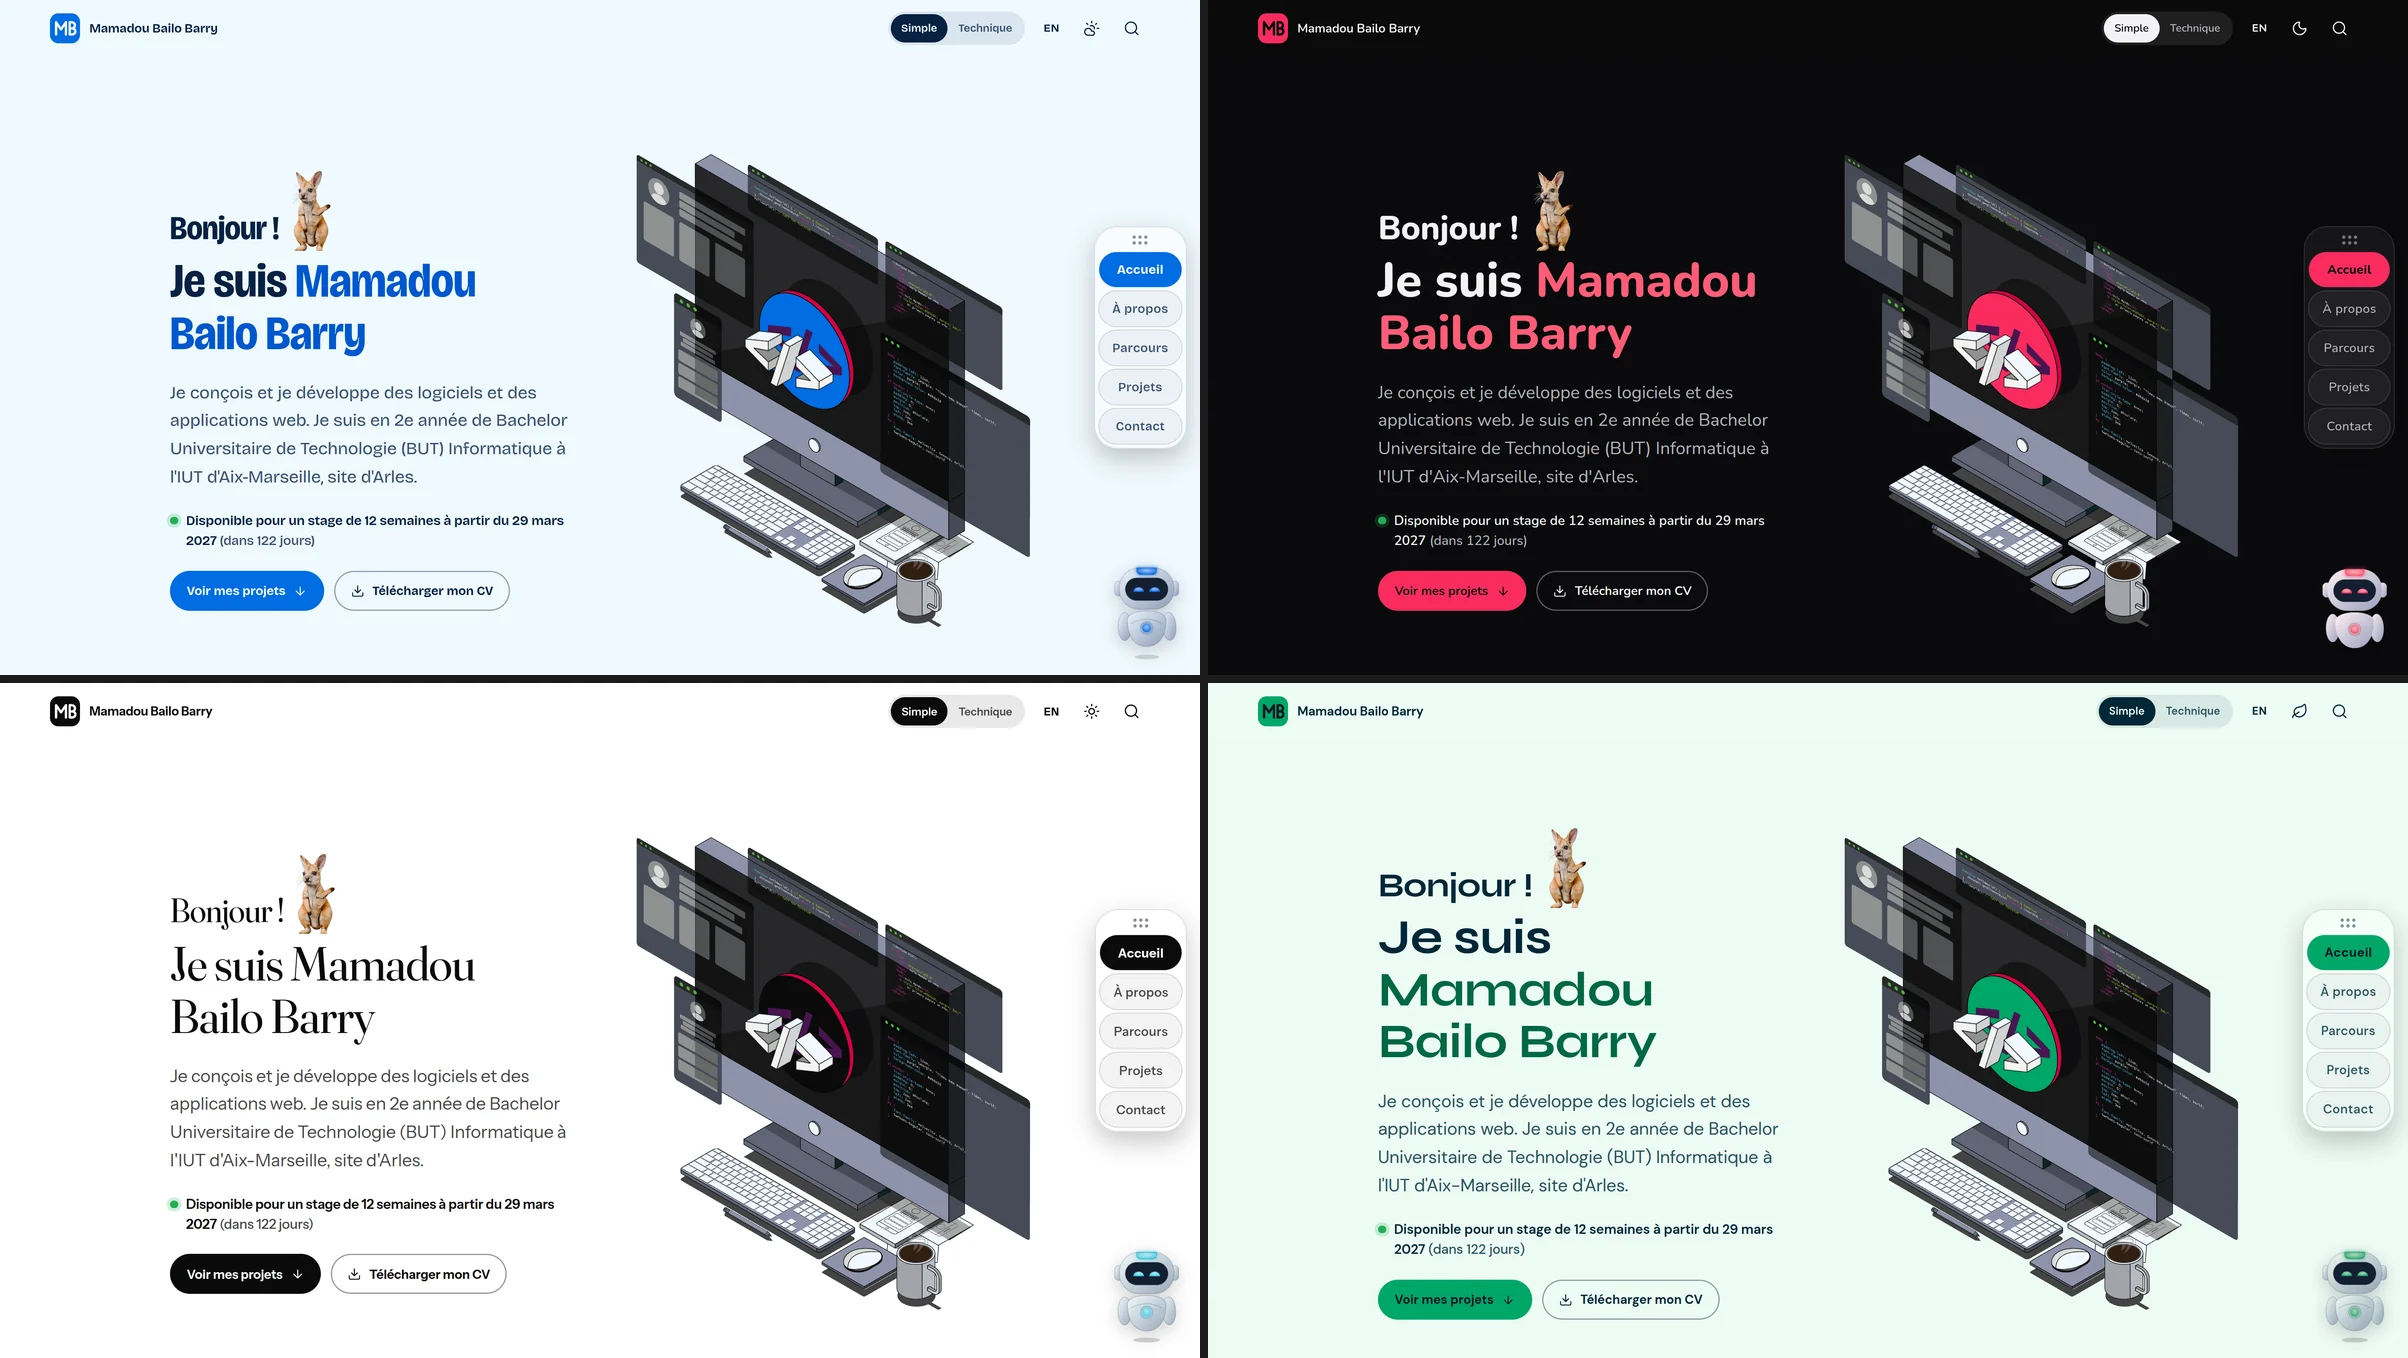 MB Mamadou Bailo Barry
Simple Technique EN
Bonjour !
Je suis Mamadou
Bailo Barry
Je conçois et je développe des logiciels et des
applications web. Je suis en 2e année de Bachelor
Universitaire de Technologie (BUT) Informatique à
l'IUT d'Aix-Marseille, site d'Arles.
Disponible pour un stage de 12 semaines à partir du 29 mars
2027 (dans 122 jours)
Voir mes projets
Télécharger mon CV
Accueil
À propos
Parcours
Projets
Contact
MB Mamadou Bailo Barry
Simple Technique EN
Bonjour !
Je suis Mamadou
Bailo Barry
Je conçois et je développe des logiciels et des
applications web. Je suis en 2e année de Bachelor
Universitaire de Technologie (BUT) Informatique à
l'IUT d'Aix-Marseille, site d'Arles.
Disponible pour un stage de 12 semaines à partir du 29 mars
2027 (dans 122 jours)
Voir mes projets
Télécharger mon CV
Accueil
À propos
Parcours
Projets
Contact
MB Mamadou Bailo Barry
Simple Technique EN
Bonjour !
Je suis Mamadou
Bailo Barry
Je conçois et je développe des logiciels et des
applications web. Je suis en 2e année de Bachelor
Universitaire de Technologie (BUT) Informatique à
l'IUT d'Aix-Marseille, site d'Arles.
Disponible pour un stage de 12 semaines à partir du 29 mars
2027 (dans 122 jours)
Voir mes projets
Télécharger mon CV
Accueil
À propos
Parcours
Projets
Contact
MB Mamadou Bailo Barry
Simple Technique EN
Bonjour !
Je suis
Mamadou
Bailo Barry
Je conçois et je développe des logiciels et des
applications web. Je suis en 2e année de Bachelor
Universitaire de Technologie (BUT) Informatique à
l'IUT d'Aix-Marseille, site d'Arles.
Disponible pour un stage de 12 semaines à partir du 29 mars
2027 (dans 122 jours)
Voir mes projets
Télécharger mon CV
Accueil
À propos
Parcours
Projets
Contact